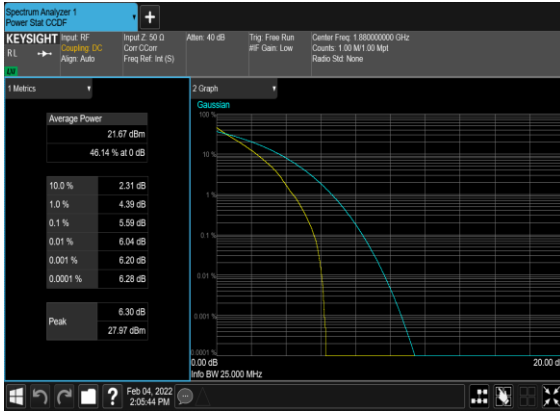 Spectrum Analyzer 1
Power Stat CCDF
+
KEYSIGHT
RL
Input: RF
Coupling: DC
Align: Auto
Input Z: 50 Ω
Corr CCorr
Freq Ref: Int (S)
Atten: 40 dB
Trig: Free Run
#IF Gain: Low
Center Freq: 1.880000000 GHz
Counts: 1.00 M/1.00 Mpt
Radio Std: None
1 Metrics
Average Power
21.67 dBm
46.14 % at 0 dB
10.0 % 2.31 dB
1.0 % 4.39 dB
0.1 % 5.59 dB
0.01 % 6.04 dB
0.001 % 6.20 dB
0.0001 % 6.28 dB
Peak
6.30 dB
27.97 dBm
2 Graph
Gaussian
100 %
10 %
1 %
0.1 %
0.01 %
0.001 %
0.0001 %
0.00 dB
20.00 d
Info BW 25.000 MHz
?
Feb 04, 2022
2:05:44 PM